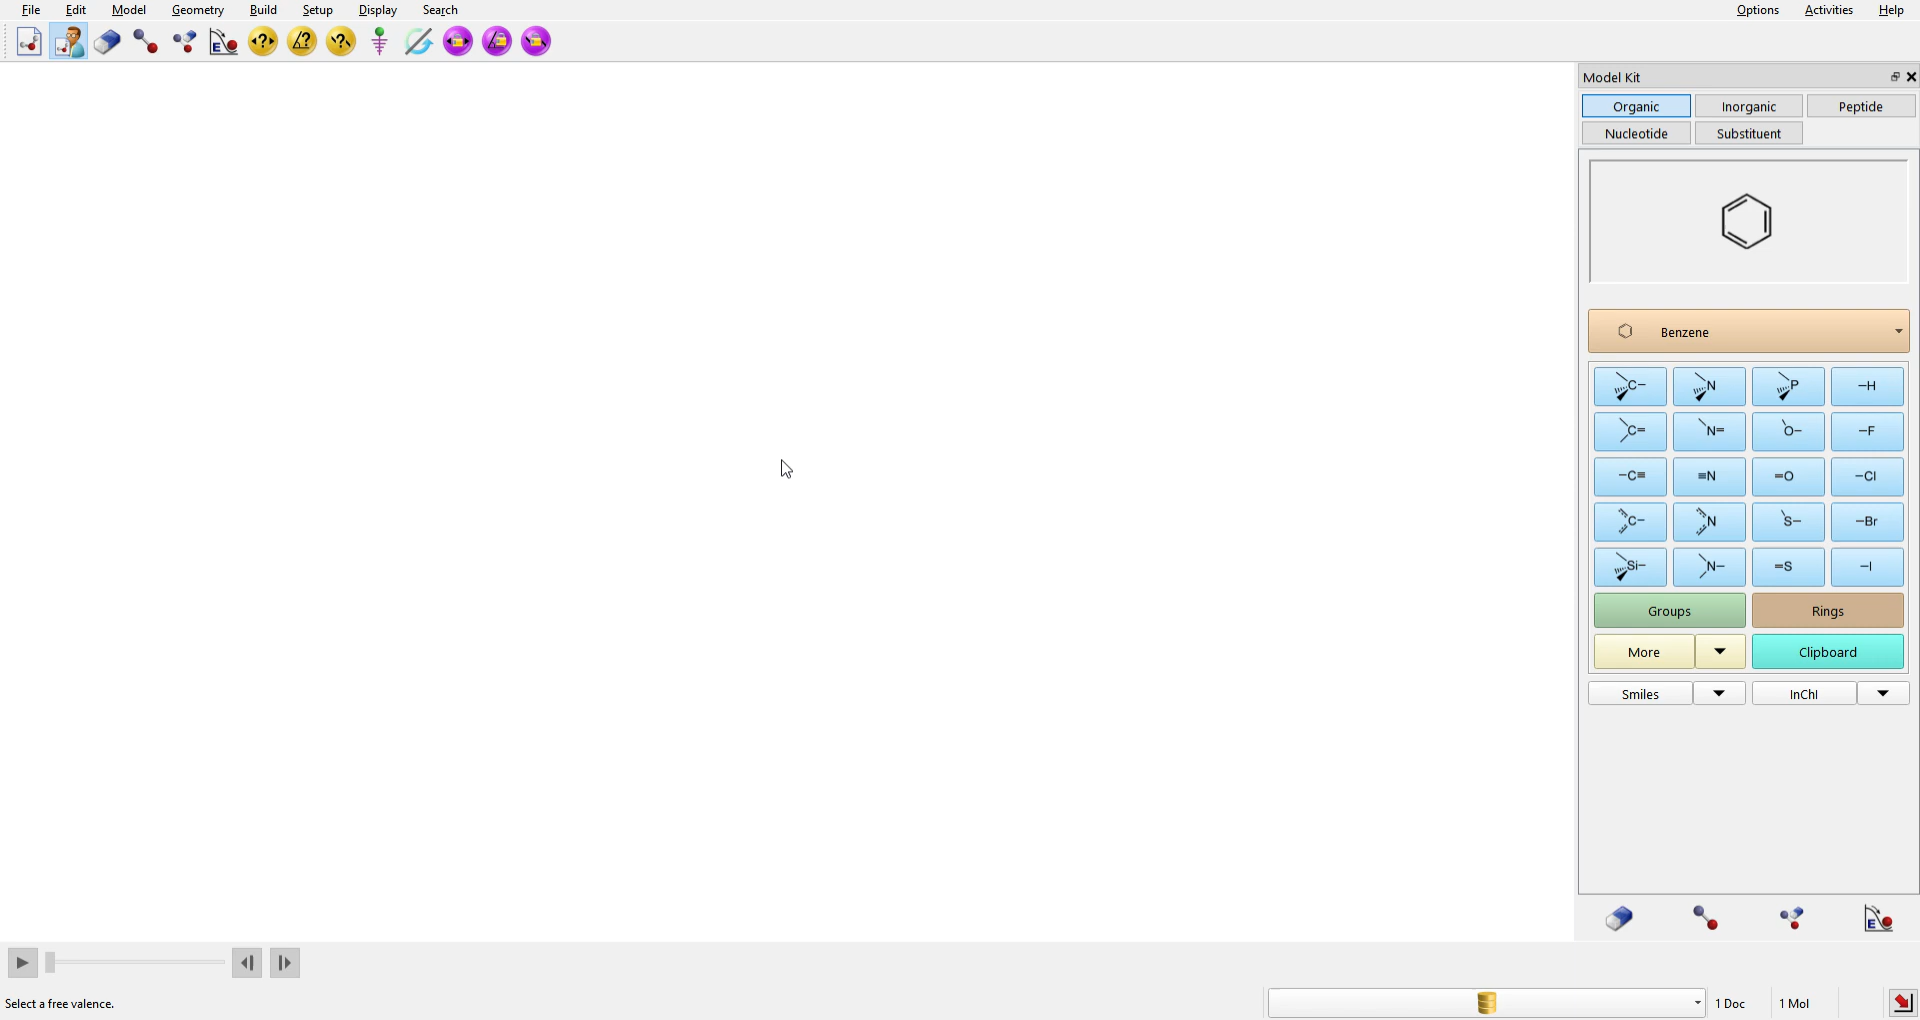 File Edit Model Geometry Build Setup Display Search Options Activities Help
Model Kit
Organic Inorganic Peptide
Nucleotide Substituent
Benzene
C- N P -H
C= N= O- -F
-C≡ ≡N =O -Cl
C- N S- -Br
Si- N- =S -I
Groups Rings
More Clipboard
Smiles InChI
Select a free valence.
1 Doc 1 Mol